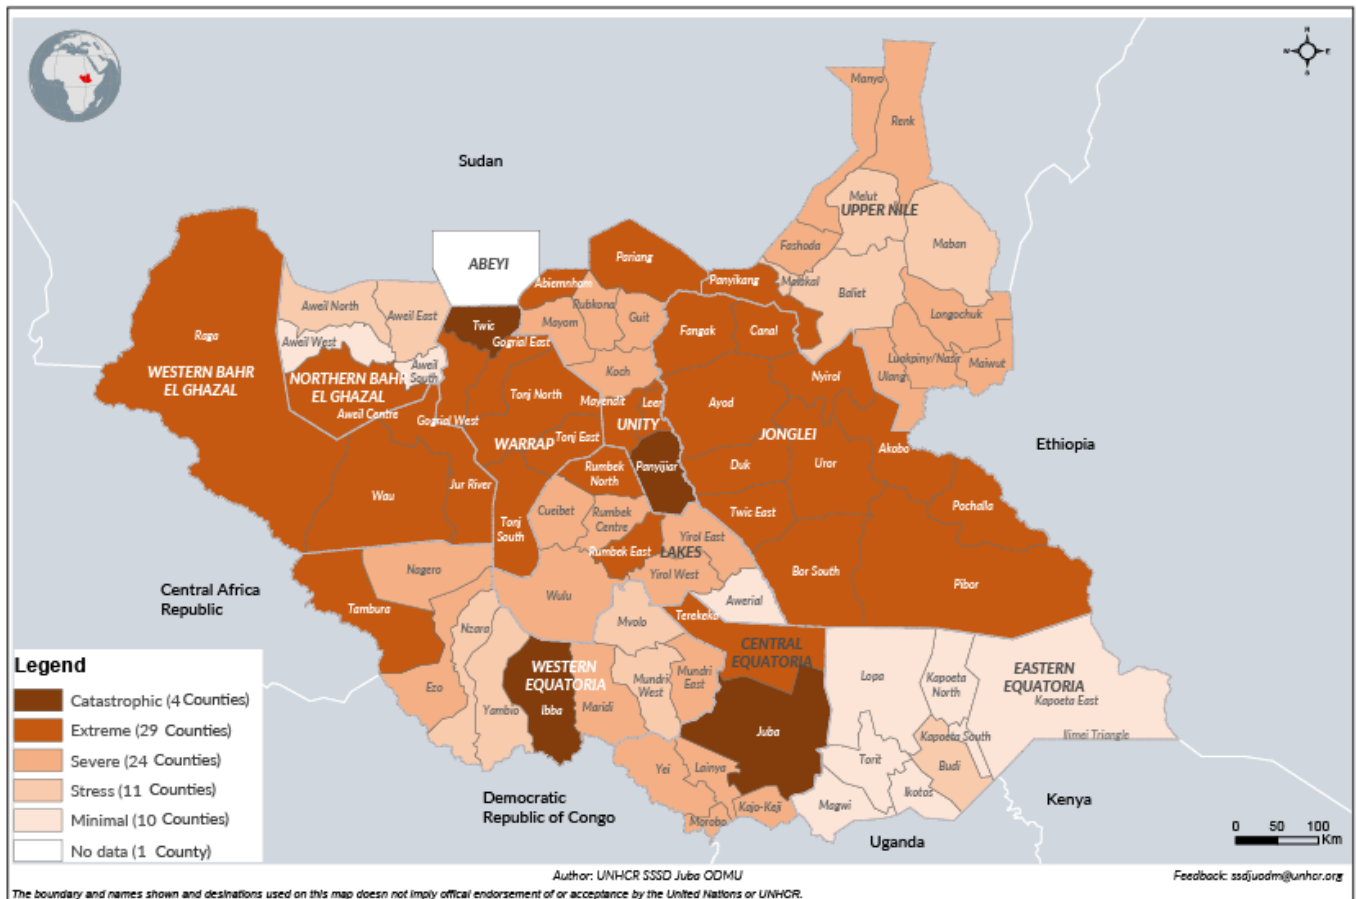 N
W
E
S
Manyo
Renk
Sudan
Melut
UPPER NILE
Fashoda
Maban
ABEYI
Pariang
Abiemnhom
Panyikang
Malakal
Baliet
Aweil North
Aweil East
Rubkona
Twic
Mayom
Guit
Longochuk
Raga
Aweil West
Gogrial East
Fangak
Canal
Luakpiny/Nasir
Maiwut
Ulang
WESTERN BAHR
EL GHAZAL
NORTHERN BAHR
EL GHAZAL
Aweil
South
Koch
Nyirol
Tonj North
Mayendit
Leer
Ayod
Aweil Centre
Gogrial West
UNITY
JONGLEI
WARRAP
Tonj East
Akobo
Ethiopia
Panyijiar
Duk
Uror
Rumbek
North
Wau
Jur River
Cueibet
Rumbek
Centre
Twic East
Pochalla
Tonj
South
Yirol East
Rumbek East
LAKES
Nagero
Yirol West
Bor South
Pibor
Central Africa
Republic
Tambura
Wulu
Awerial
Terekeka
Mvolo
Nzara
CENTRAL
EQUATORIA
Legend
WESTERN
EQUATORIA
Mundri
West
Mundri
East
Lopa
Kapoeta
North
EASTERN
EQUATORIA
Kapoeta East
Ezo
Yambio
Ibba
Maridi
Juba
Kapoeta South
Ilimei Triangle
Catastrophic (4 Counties)
Extreme (29 Counties)
Severe (24 Counties)
Stress (11 Counties)
Minimal (10 Counties)
No data (1 County)
Yei
Lainya
Torit
Budi
Ikotos
Magwi
Kajo-Keji
Morobo
Democratic
Republic of Congo
Kenya
Uganda
0 50 100
Km
Author: UNHCR SSSD Juba ODMU
Feedback: ssdjuodm@unhcr.org
The boundary and names shown and desinations used on this map doesn not imply offical endorsement of or acceptance by the United Nations or UNHCR.